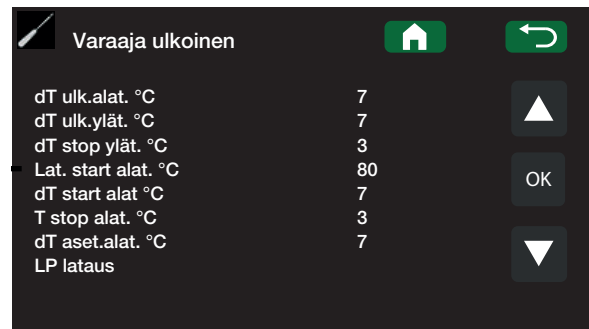 Varaaja ulkoinen
dT ulk.alat. °C 7
dT ulk.ylät. °C 7
dT stop ylät. °C 3
Lat. start alat. °C 80
dT start alat °C 7
T stop alat. °C 3
dT aset.alat. °C 7
LP lataus
OK